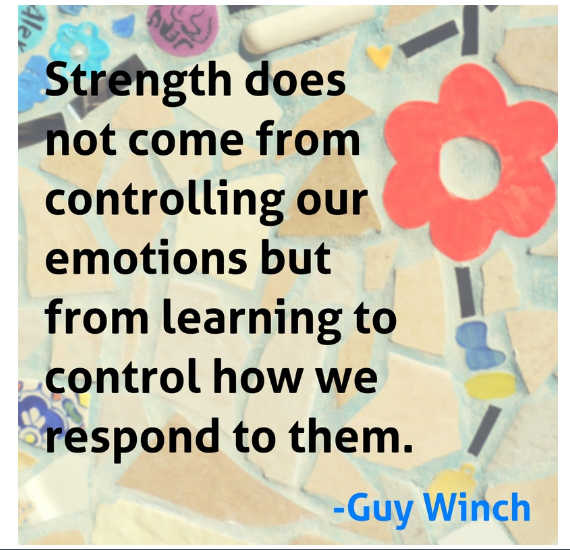 Strength does
not come from
controlling our
emotions but
from learning to
control how we
respond to them.
-Guy Winch